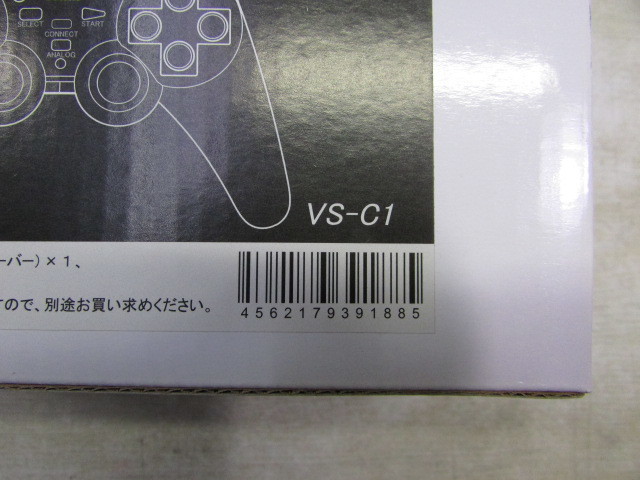 SELECT
START
CONNECT
ANALOG
VS-C1
ーバー)×1、
ので、別途お買い求めください。
4562179391885